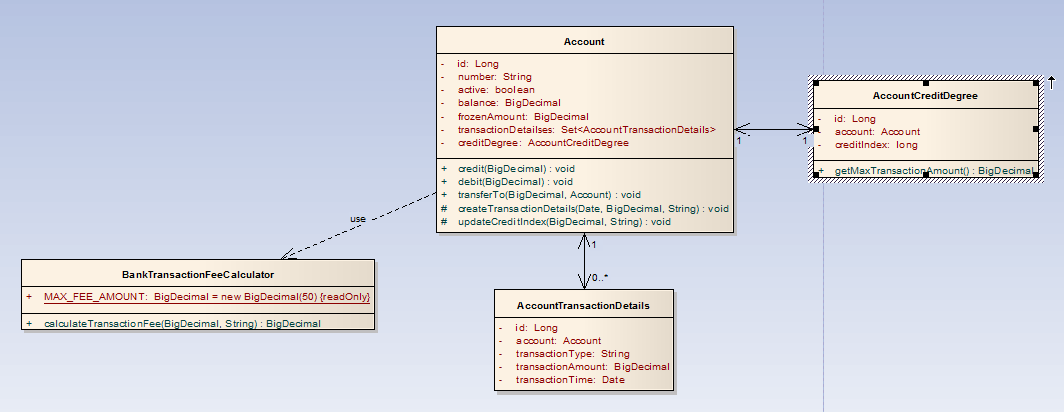 Account
- id: Long
- number: String
- active: boolean
- balance: BigDecimal
- frozenAmount: BigDecimal
- transactionDetailses: Set<AccountTransactionDetails>
- creditDegree: AccountCreditDegree
+ credit(BigDecimal) : void
+ debit(BigDecimal) : void
+ transferTo(BigDecimal, Account) : void
# createTransactionDetails(Date, BigDecimal, String) : void
# updateCreditIndex(BigDecimal, String) : void
1
1
AccountCreditDegree
- id: Long
- account: Account
- creditIndex: long
+ getMaxTransactionAmount() : BigDecimal
use
BankTransactionFeeCalculator
+ MAX_FEE_AMOUNT: BigDecimal = new BigDecimal(50) {readOnly}
+ calculateTransactionFee(BigDecimal, String) : BigDecimal
1
0..*
AccountTransactionDetails
- id: Long
- account: Account
- transactionType: String
- transactionAmount: BigDecimal
- transactionTime: Date